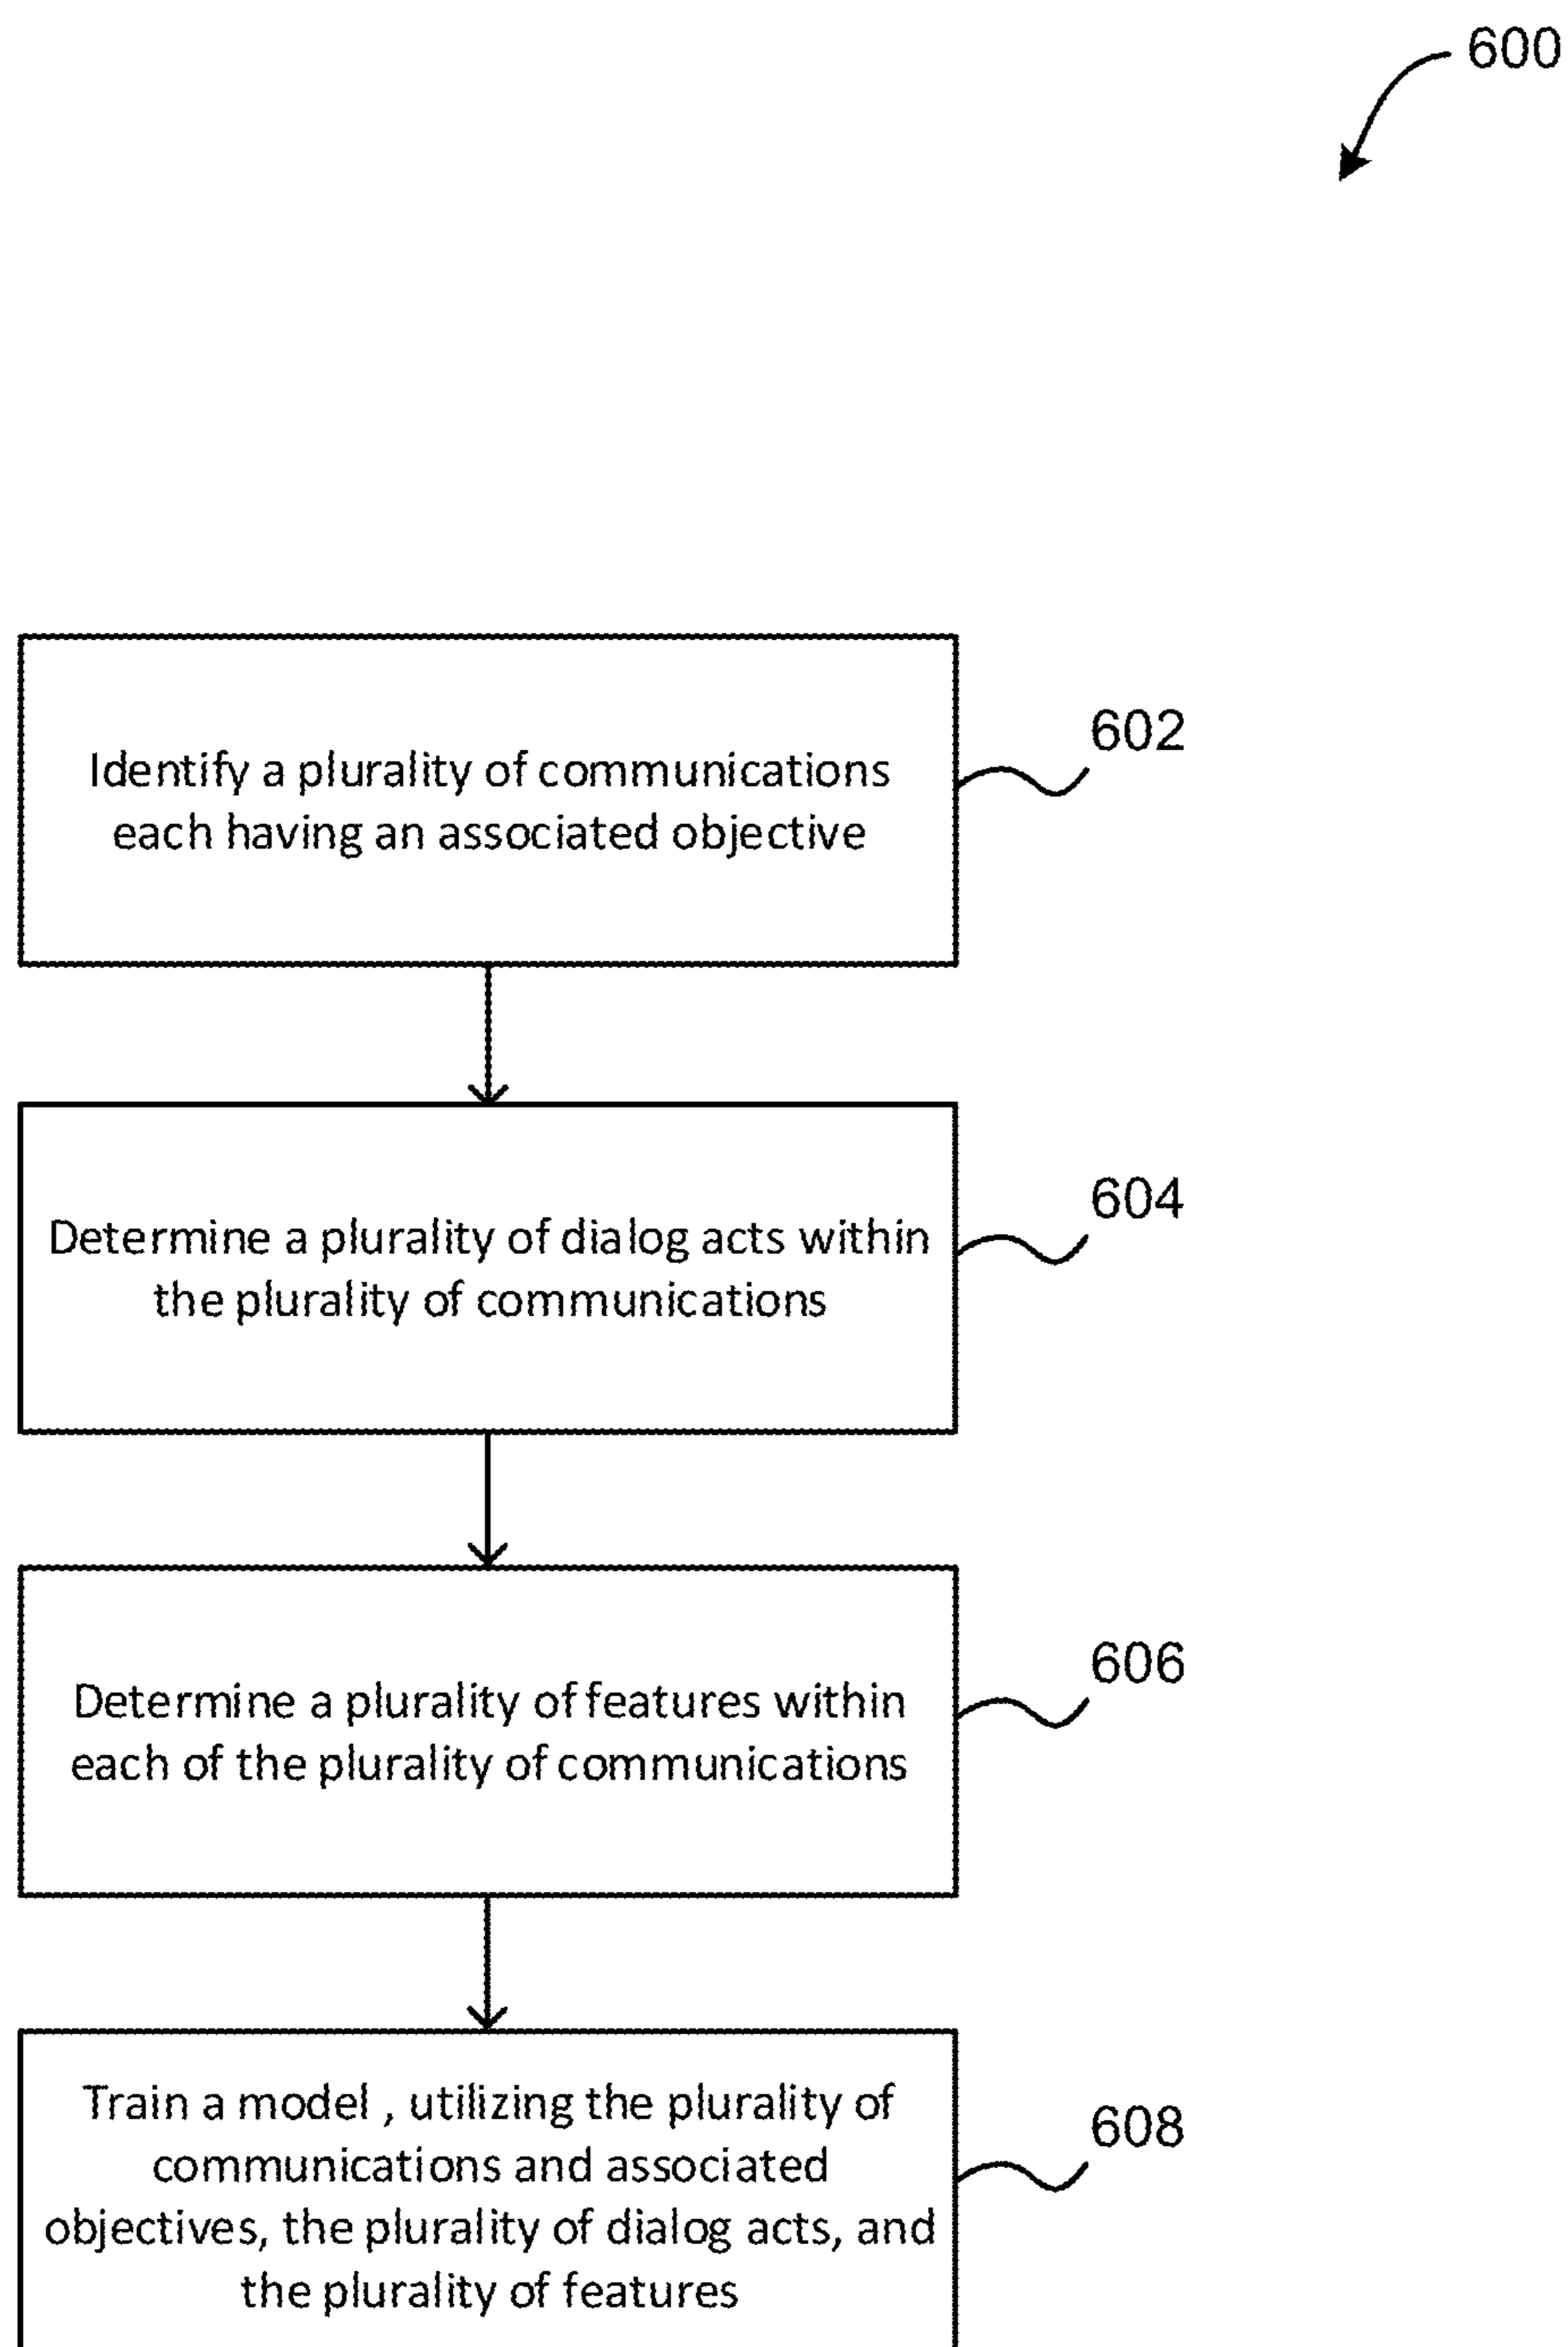 600
Identify a plurality of communications
each having an associated objective
602
Determine a plurality of dialog acts within
the plurality of communications
604
Determine a plurality of features within
each of the plurality of communications
606
Train a model , utilizing the plurality of
communications and associated
objectives, the plurality of dialog acts, and
the plurality of features
608